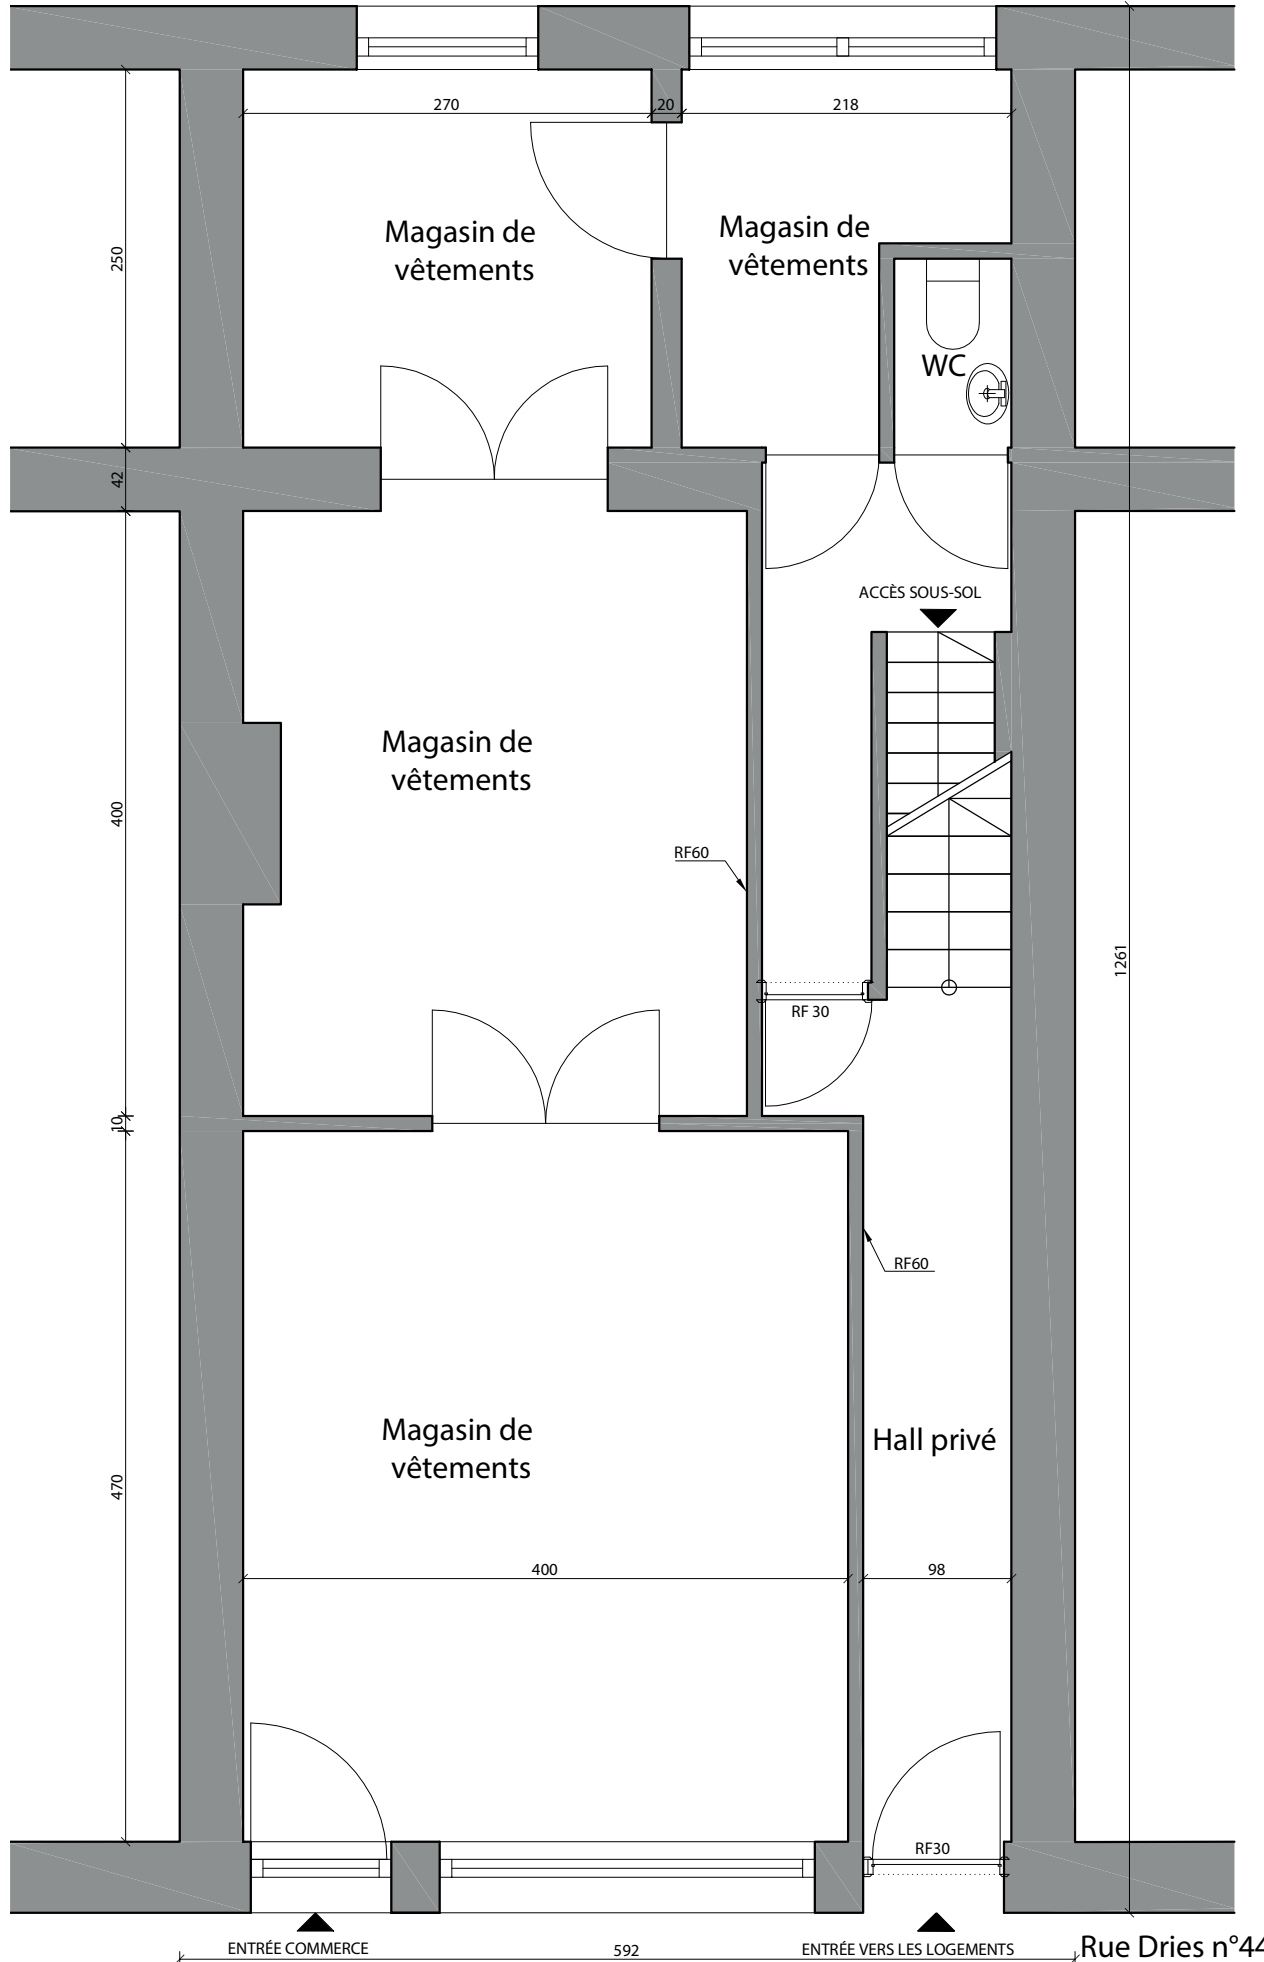 270
20
218
250
Magasin de
vêtements
Magasin de
vêtements
WC
42
ACCÈS SOUS-SOL
Magasin de
vêtements
400
RF60
1261
RF 30
10
RF60
Magasin de
vêtements
Hall privé
470
400
98
RF30
ENTRÉE COMMERCE
592
ENTRÉE VERS LES LOGEMENTS
Rue Dries n°44